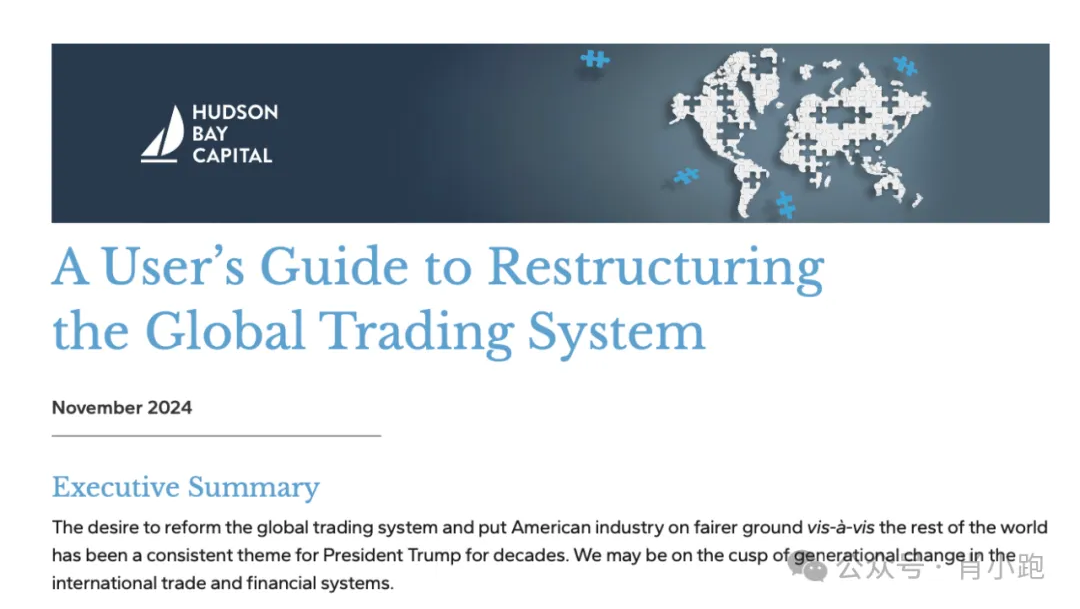 HUDSON
BAY
CAPITAL
A User’s Guide to Restructuring
the Global Trading System
November 2024
Executive Summary
The desire to reform the global trading system and put American industry on fairer ground vis-à-vis the rest of the world
has been a consistent theme for President Trump for decades. We may be on the cusp of generational change in the
international trade and financial systems.
公众号 · 肖小跑